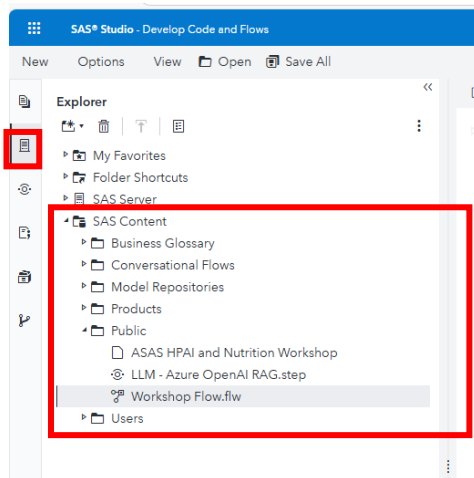 SAS® Studio - Develop Code and Flows
New Options View Open Save All
Explorer
My Favorites
Folder Shortcuts
SAS Server
SAS Content
Business Glossary
Conversational Flows
Model Repositories
Products
Public
ASAS HPAI and Nutrition Workshop
LLM - Azure OpenAI RAG.step
Workshop Flow.flw
Users